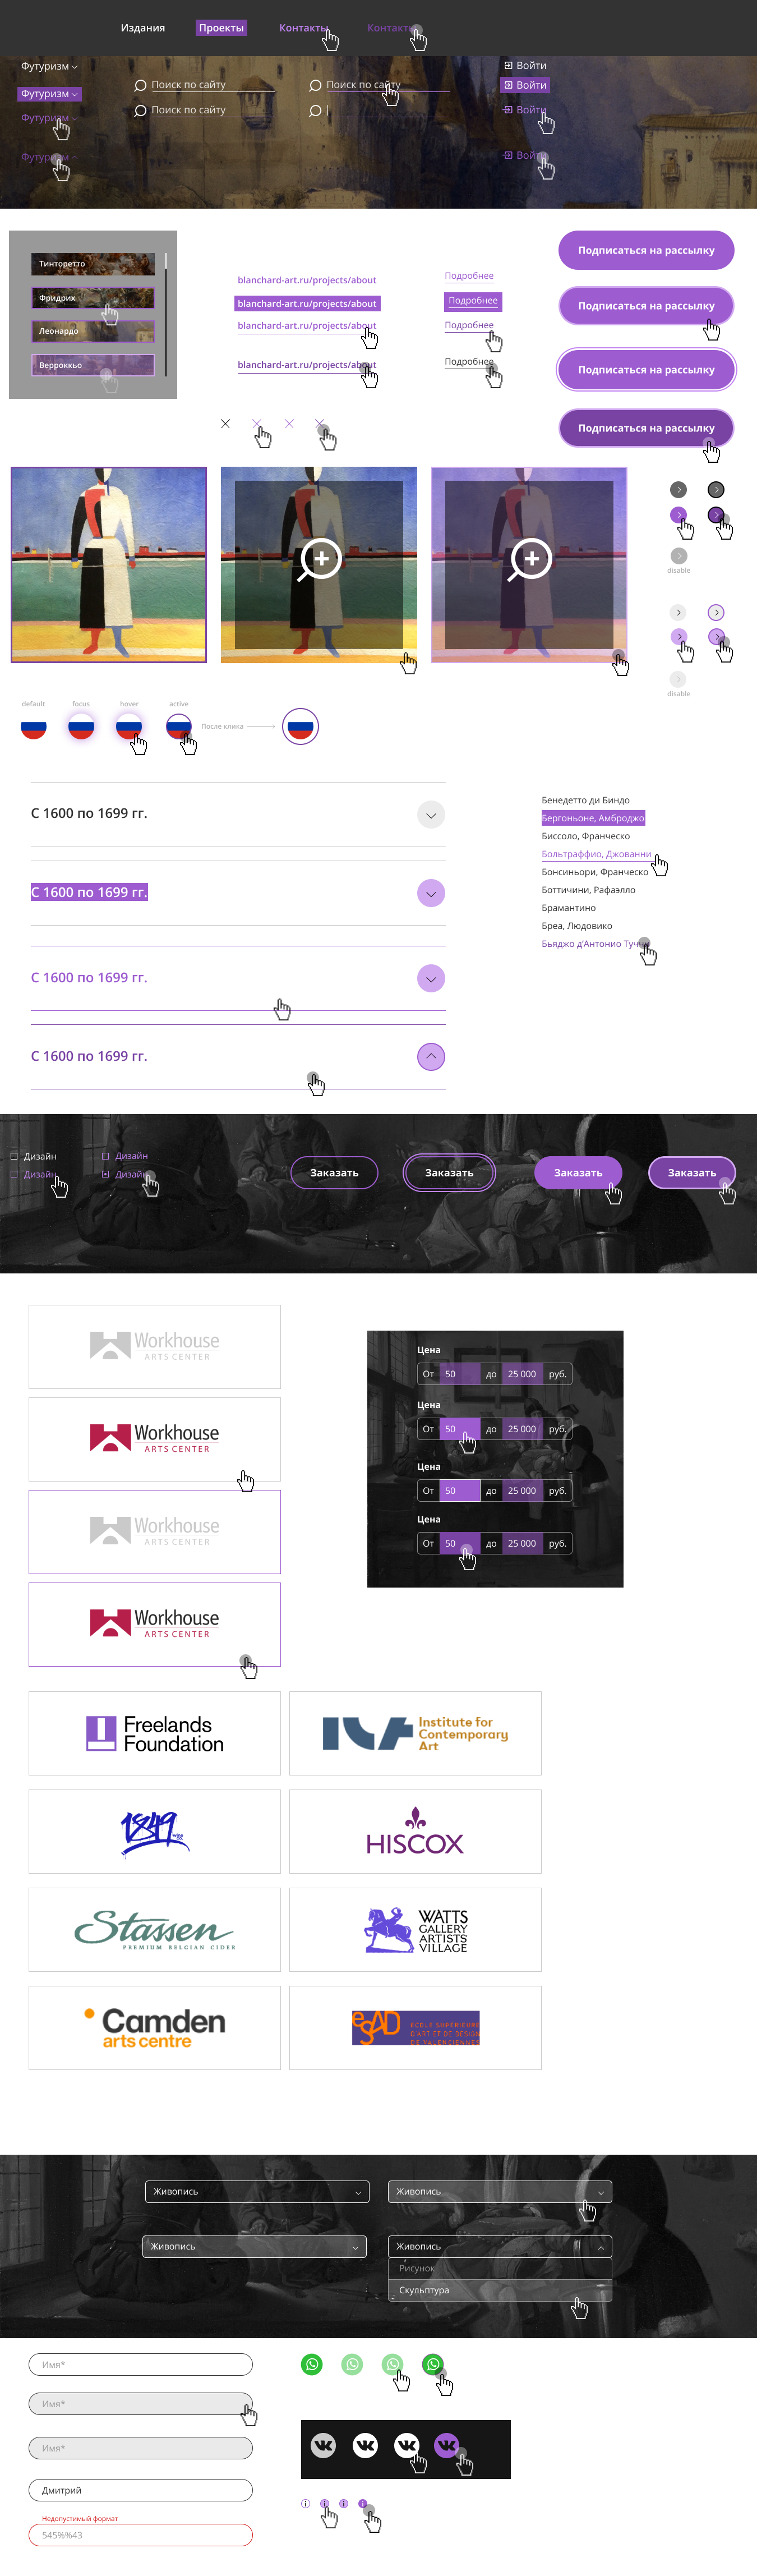 Издания Проекты Контакты Контакты
Футуризм
Футуризм
Футуризм
Футуризм
Поиск по сайту
Поиск по сайту
Поиск по сайту
Войти
Войти
Войти
Войти
Тинторетто
Фридрих
Леонардо
Верроккьо
blanchard-art.ru/projects/about
blanchard-art.ru/projects/about
blanchard-art.ru/projects/about
blanchard-art.ru/projects/about
Подробнее
Подробнее
Подробнее
Подробнее
Подписаться на рассылку
Подписаться на рассылку
Подписаться на рассылку
Подписаться на рассылку
disable
disable
default focus hover active
После клика
С 1600 по 1699 гг.
С 1600 по 1699 гг.
С 1600 по 1699 гг.
С 1600 по 1699 гг.
Бенедетто ди Биндо
Бергоньоне, Амброджо
Биссоло, Франческо
Больтраффио, Джованни
Бонсиньори, Франческо
Боттичини, Рафаэлло
Брамантино
Бреа, Людовико
Бьяджо д’Антонио Туччи
Дизайн
Дизайн
Дизайн
Дизайн
Заказать Заказать Заказать Заказать
Workhouse
ARTS CENTER
Workhouse
ARTS CENTER
Workhouse
ARTS CENTER
Workhouse
ARTS CENTER
Цена
От 50 до 25 000 руб.
Цена
От 50 до 25 000 руб.
Цена
От 50 до 25 000 руб.
Цена
От 50 до 25 000 руб.
Freelands
Foundation
Institute for
Contemporary
Art
1849
wine
HISCOX
Stassen
PREMIUM BELGIAN CIDER
WATTS
GALLERY
ARTISTS
VILLAGE
Camden
arts centre
eSAD
ECOLE SUPERIEURE
D'ART ET DE DESIGN
DE VALENCIENNES
Живопись
Живопись
Живопись
Живопись
Рисунок
Скульптура
Имя*
Имя*
Имя*
Дмитрий
Недопустимый формат
545%%43